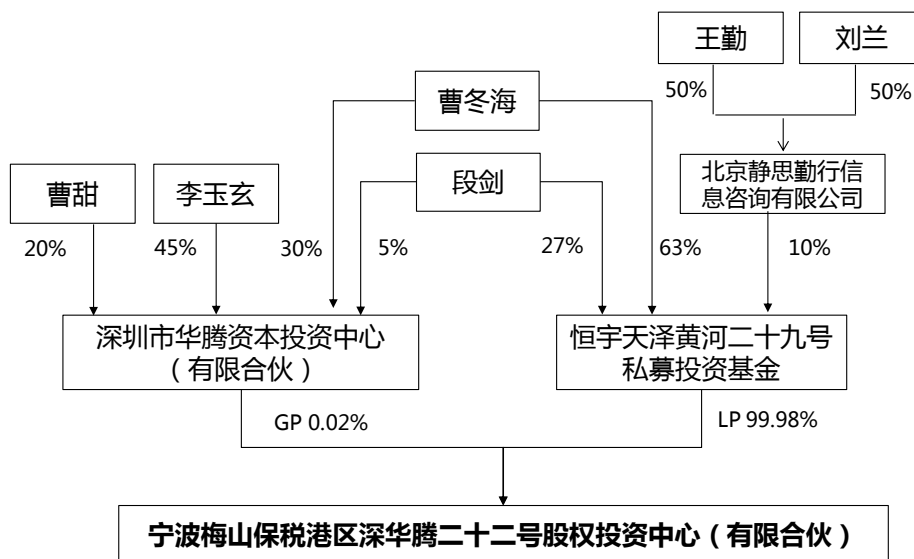 王勤
刘兰
50%
50%
曹冬海
北京静思勤行信
息咨询有限公司
段剑
曹甜
李玉玄
20%
45%
30%
5%
27%
63%
10%
深圳市华腾资本投资中心
（有限合伙）
恒宇天泽黄河二十九号
私募投资基金
GP 0.02%
LP 99.98%
宁波梅山保税港区深华腾二十二号股权投资中心（有限合伙）